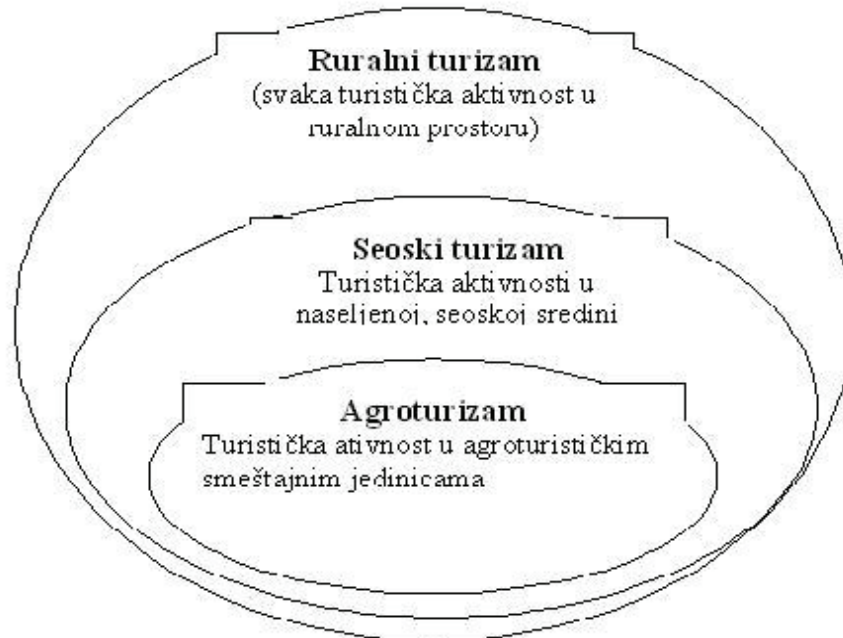 Ruralni turizam
(svaka turistička aktivnost u
ruralnom prostoru)
Seoski turizam
Turistička aktivnosti u
naseljenoj, seoskoj sredini
Agroturizam
Turistička ativnost u agroturističkim
smeštajnim jedinicama